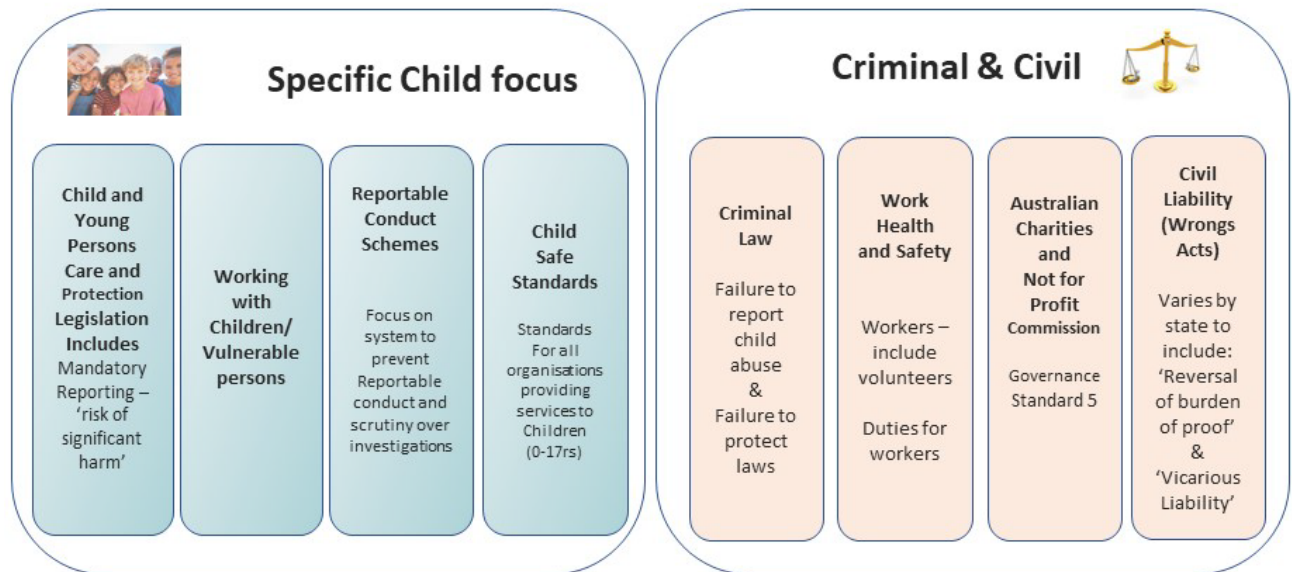 Specific Child focus
Child and
Young
Persons
Care and
Protection
Legislation
Includes
Mandatory
Reporting –
‘risk of
significant
harm’
Working
with
Children/
Vulnerable
persons
Reportable
Conduct
Schemes
Focus on
system to
prevent
Reportable
conduct and
scrutiny over
investigations
Child
Safe
Standards
Standards
For all
organisations
providing
services to
Children
(0-17rs)
Criminal & Civil
Criminal
Law
Failure to
report
child
abuse
&
Failure to
protect
laws
Work
Health
and Safety
Workers –
include
volunteers
Duties for
workers
Australian
Charities
and
Not for
Profit
Commission
Governance
Standard 5
Civil
Liability
(Wrongs
Acts)
Varies by
state to
include:
‘Reversal
of burden
of proof’
&
‘Vicarious
Liability’